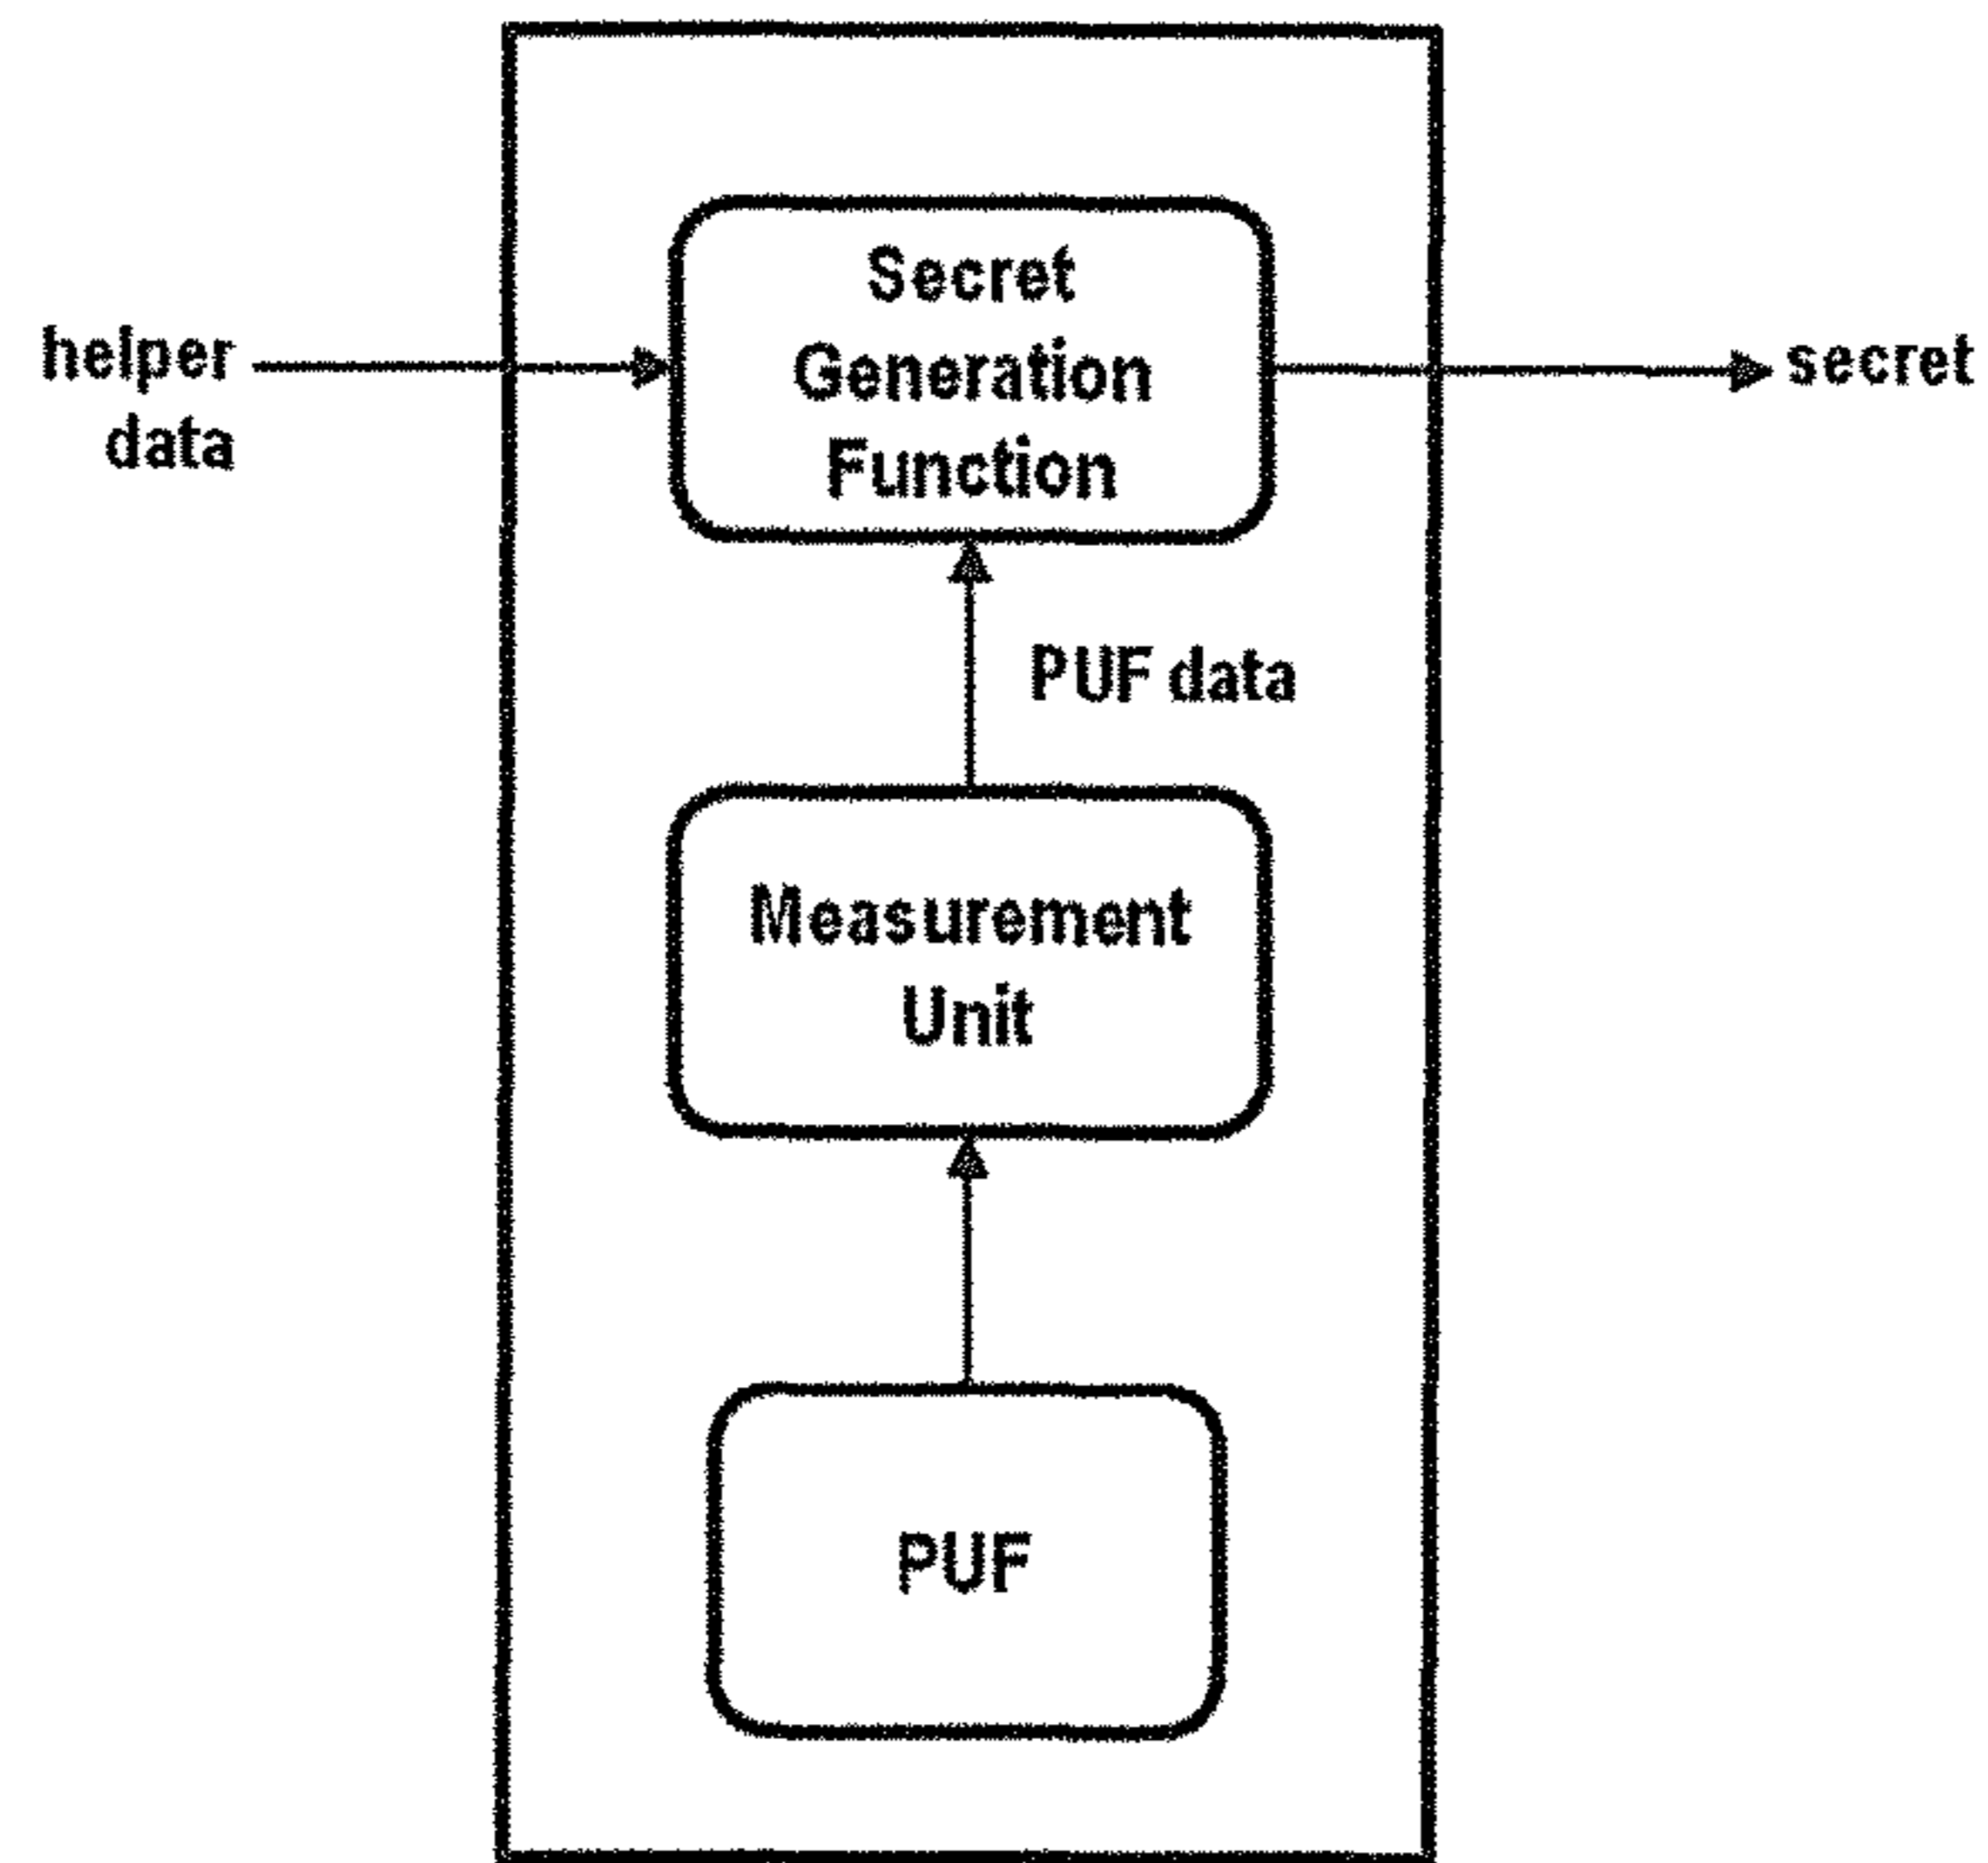 Secret
Generation
Function
helper
data
secret
PUF data
Measurement
Unit
PUF